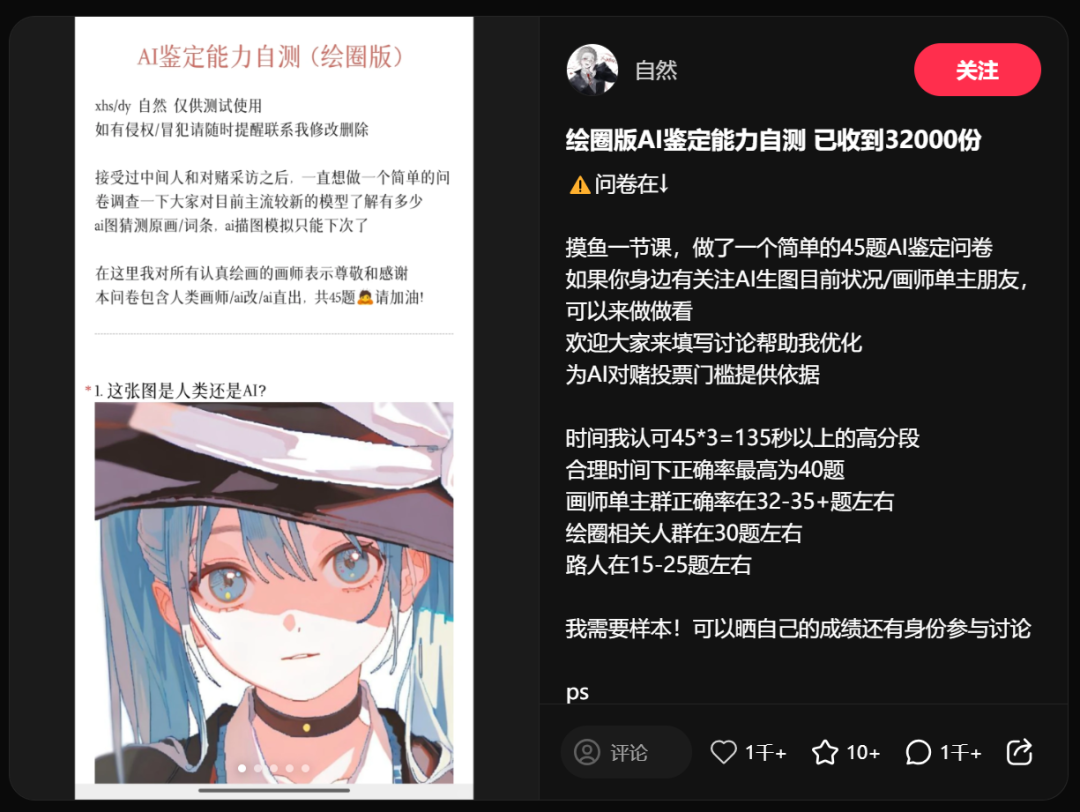 AI鉴定能力自测（绘圈版）
xhs/dy 自然 仅供测试使用
如有侵权/冒犯请随时提醒联系我修改删除
接受过中间人和对赌采访之后，一直想做一个简单的问
卷调查一下大家对目前主流较新的模型了解有多少
ai图猜测原画/词条，ai描图模拟只能下次了
在这里我对所有认真绘画的画师表示尊敬和感谢
本问卷包含人类画师/ai改/ai直出，共45题🙇请加油!
* 1. 这张图是人类还是AI?
自然
关注
绘圈版AI鉴定能力自测 已收到32000份
⚠️问卷在↓
摸鱼一节课，做了一个简单的45题AI鉴定问卷
如果你身边有关注AI生图目前状况/画师单主朋友，
可以来做做看
欢迎大家来填写讨论帮助我优化
为AI对赌投票门槛提供依据
时间我认可45*3=135秒以上的高分段
合理时间下正确率最高为40题
画师单主群正确率在32-35+题左右
绘圈相关人群在30题左右
路人在15-25题左右
我需要样本！可以晒自己的成绩还有身份参与讨论
ps
评论
1千+
10+
1千+